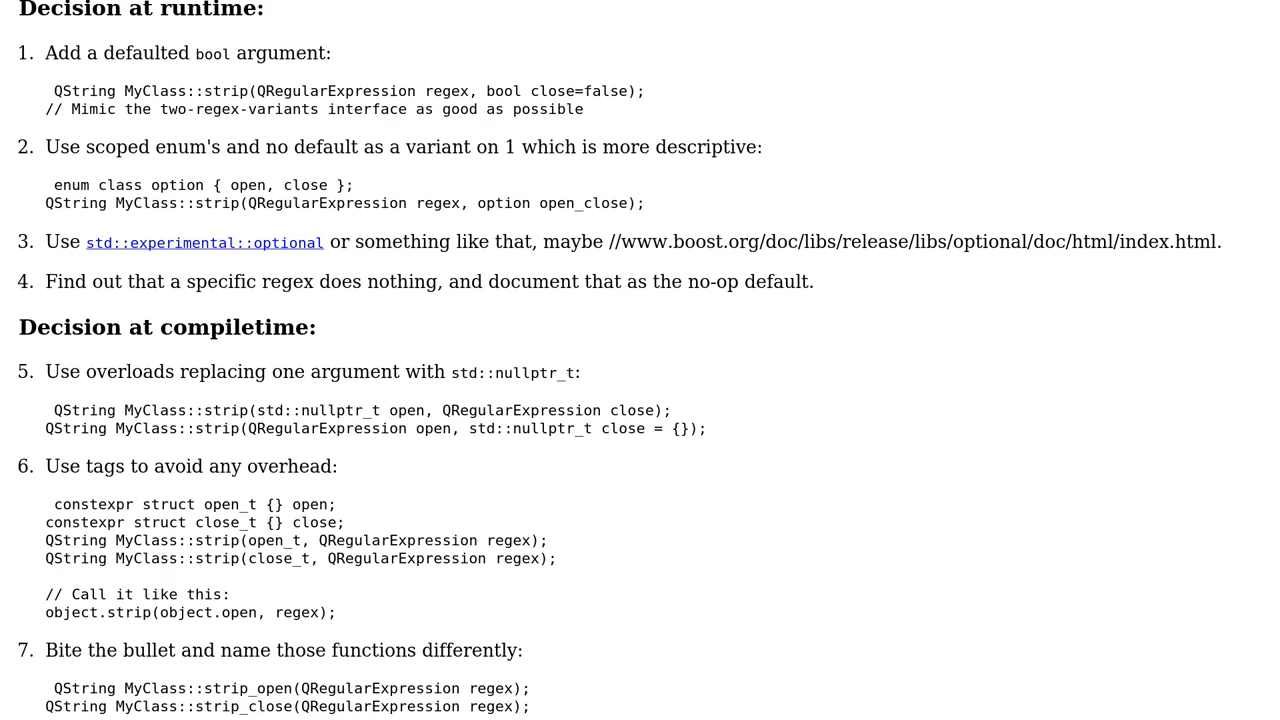 Decision at runtime:
1. Add a defaulted bool argument:
QString MyClass::strip(QRegularExpression regex, bool close=false);
// Mimic the two-regex-variants interface as good as possible
2. Use scoped enum's and no default as a variant on 1 which is more descriptive:
enum class option { open, close };
QString MyClass::strip(QRegularExpression regex, option open_close);
3. Use std::experimental::optional or something like that, maybe //www.boost.org/doc/libs/release/libs/optional/doc/html/index.html.
4. Find out that a specific regex does nothing, and document that as the no-op default.
Decision at compiletime:
5. Use overloads replacing one argument with std::nullptr_t:
QString MyClass::strip(std::nullptr_t open, QRegularExpression close);
QString MyClass::strip(QRegularExpression open, std::nullptr_t close = {});
6. Use tags to avoid any overhead:
constexpr struct open_t {} open;
constexpr struct close_t {} close;
QString MyClass::strip(open_t, QRegularExpression regex);
QString MyClass::strip(close_t, QRegularExpression regex);
// Call it like this:
object.strip(object.open, regex);
7. Bite the bullet and name those functions differently:
QString MyClass::strip_open(QRegularExpression regex);
QString MyClass::strip_close(QRegularExpression regex);